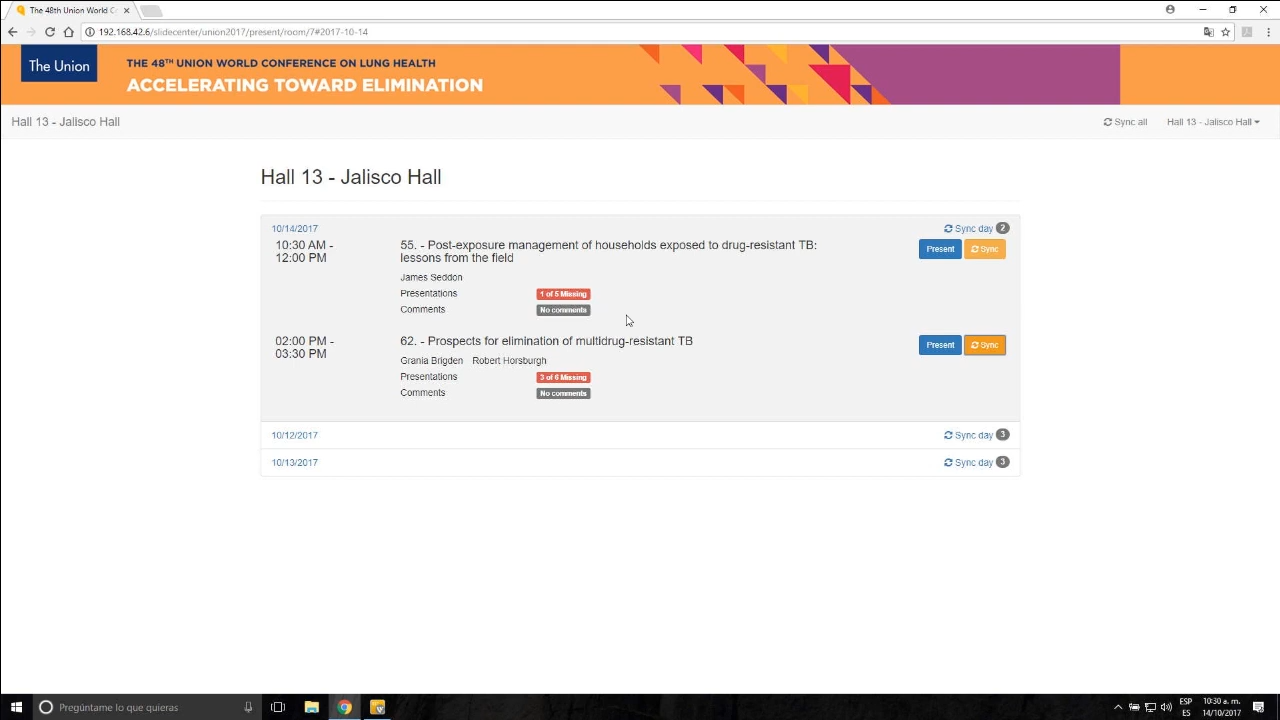 The 48th Union World Co
192.168.42.6/slidecenter/union2017/present/room/7#2017-10-14
The Union
THE 48TH UNION WORLD CONFERENCE ON LUNG HEALTH
ACCELERATING TOWARD ELIMINATION
Hall 13 - Jalisco Hall
Sync all
Hall 13 - Jalisco Hall
Hall 13 - Jalisco Hall
10/14/2017
Sync day 2
10:30 AM -
12:00 PM
55. - Post-exposure management of households exposed to drug-resistant TB:
lessons from the field
Present Sync
James Seddon
Presentations 1 of 5 Missing
Comments No comments
02:00 PM -
03:30 PM
62. - Prospects for elimination of multidrug-resistant TB
Present Sync
Grania Brigden Robert Horsburgh
Presentations 3 of 6 Missing
Comments No comments
10/12/2017 Sync day 3
10/13/2017 Sync day 3
Pregúntame lo que quieras
ESP
ES
10:30 a. m.
14/10/2017